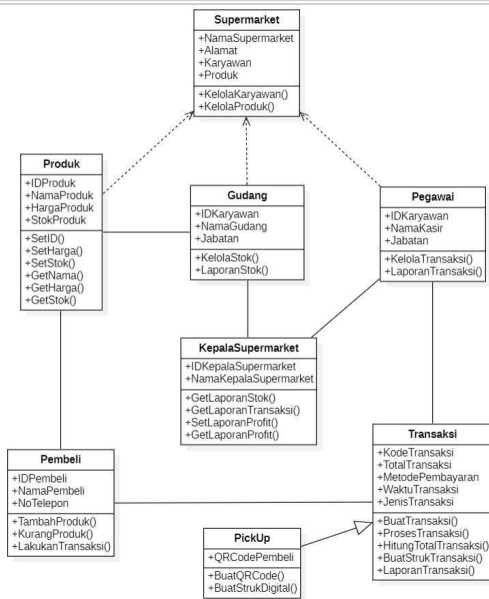 Supermarket
+NamaSupermarket
+Alamat
+Karyawan
+Produk
+KelolaKaryawan()
+KelolaProduk()
Produk
+IDProduk
+NamaProduk
+HargaProduk
+StokProduk
+SetID()
+SetHarga()
+SetStok()
+GetNama()
+GetHarga()
+GetStok()
Gudang
+IDKaryawan
+NamaGudang
+Jabatan
+KelolaStok()
+LaporanStok()
Pegawai
+IDKaryawan
+NamaKasir
+Jabatan
+KelolaTransaksi()
+LaporanTransaksi()
KepalaSupermarket
+IDKepalaSupermarket
+NamaKepalaSupermarket
+GetLaporanStok()
+GetLaporanTransaksi()
+SetLaporanProfit()
+GetLaporanProfit()
Pembeli
+IDPembeli
+NamaPembeli
+NoTelepon
+TambahProduk()
+KurangProduk()
+LakukanTransaksi()
Transaksi
+KodeTransaksi
+TotalTransaksi
+MetodePembayaran
+WaktuTransaksi
+JenisTransaksi
+BuatTransaksi()
+ProsesTransaksi()
+HitungTotalTransaksi()
+BuatStrukTransaksi()
+LaporanTransaksi()
PickUp
+QRCodePembeli
+BuatQRCode()
+BuatStrukDigital()